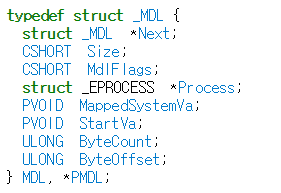 typedef struct _MDL {
struct _MDL *Next;
CSHORT Size;
CSHORT MdlFlags;
struct _EPROCESS *Process;
PVOID MappedSystemVa;
PVOID StartVa;
ULONG ByteCount;
ULONG ByteOffset;
} MDL, *PMDL;